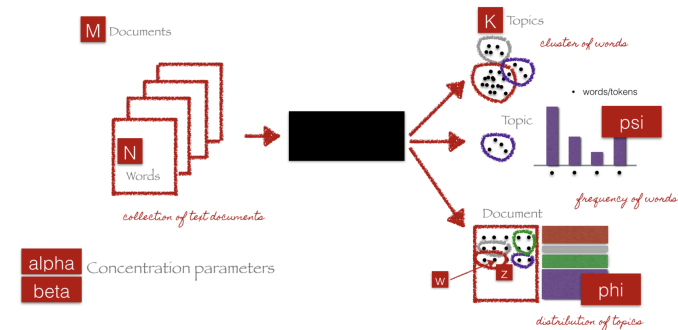 M Documents
K Topics
cluster of words
• words/tokens
N
Words
Topic
psi
collection of text documents
frequency of words
Document
alpha
beta
Concentration parameters
w
z
phi
distribution of topics